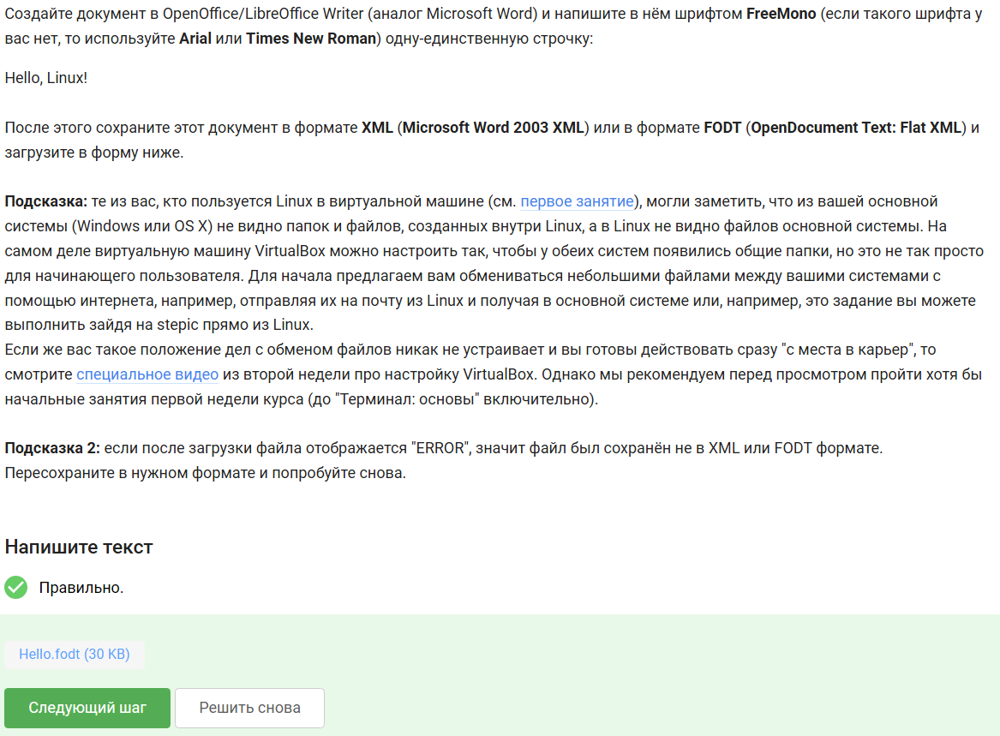 Создайте документ в OpenOffice/LibreOffice Writer (аналог Microsoft Word) и напишите в нём шрифтом FreeMono (если такого шрифта у
вас нет, то используйте Arial или Times New Roman) одну-единственную строчку:
Hello, Linux!
После этого сохраните этот документ в формате XML (Microsoft Word 2003 XML) или в формате FODT (OpenDocument Text: Flat XML) и
загрузите в форму ниже.
Подсказка: те из вас, кто пользуется Linux в виртуальной машине (см. первое занятие), могли заметить, что из вашей основной
системы (Windows или OS X) не видно папок и файлов, созданных внутри Linux, а в Linux не видно файлов основной системы. На
самом деле виртуальную машину VirtualBox можно настроить так, чтобы у обеих систем появились общие папки, но это не так просто
для начинающего пользователя. Для начала предлагаем вам обмениваться небольшими файлами между вашими системами с
помощью интернета, например, отправляя их на почту из Linux и получая в основной системе или, например, это задание вы можете
выполнить зайдя на stepic прямо из Linux.
Если же вас такое положение дел с обменом файлов никак не устраивает и вы готовы действовать сразу "с места в карьер", то
смотрите специальное видео из второй недели про настройку VirtualBox. Однако мы рекомендуем перед просмотром пройти хотя бы
начальные занятия первой недели курса (до "Терминал: основы" включительно).
Подсказка 2: если после загрузки файла отображается "ERROR", значит файл был сохранён не в XML или FODT формате.
Пересохраните в нужном формате и попробуйте снова.
Напишите текст
Правильно.
Hello.fodt (30 KB)
Следующий шаг
Решить снова